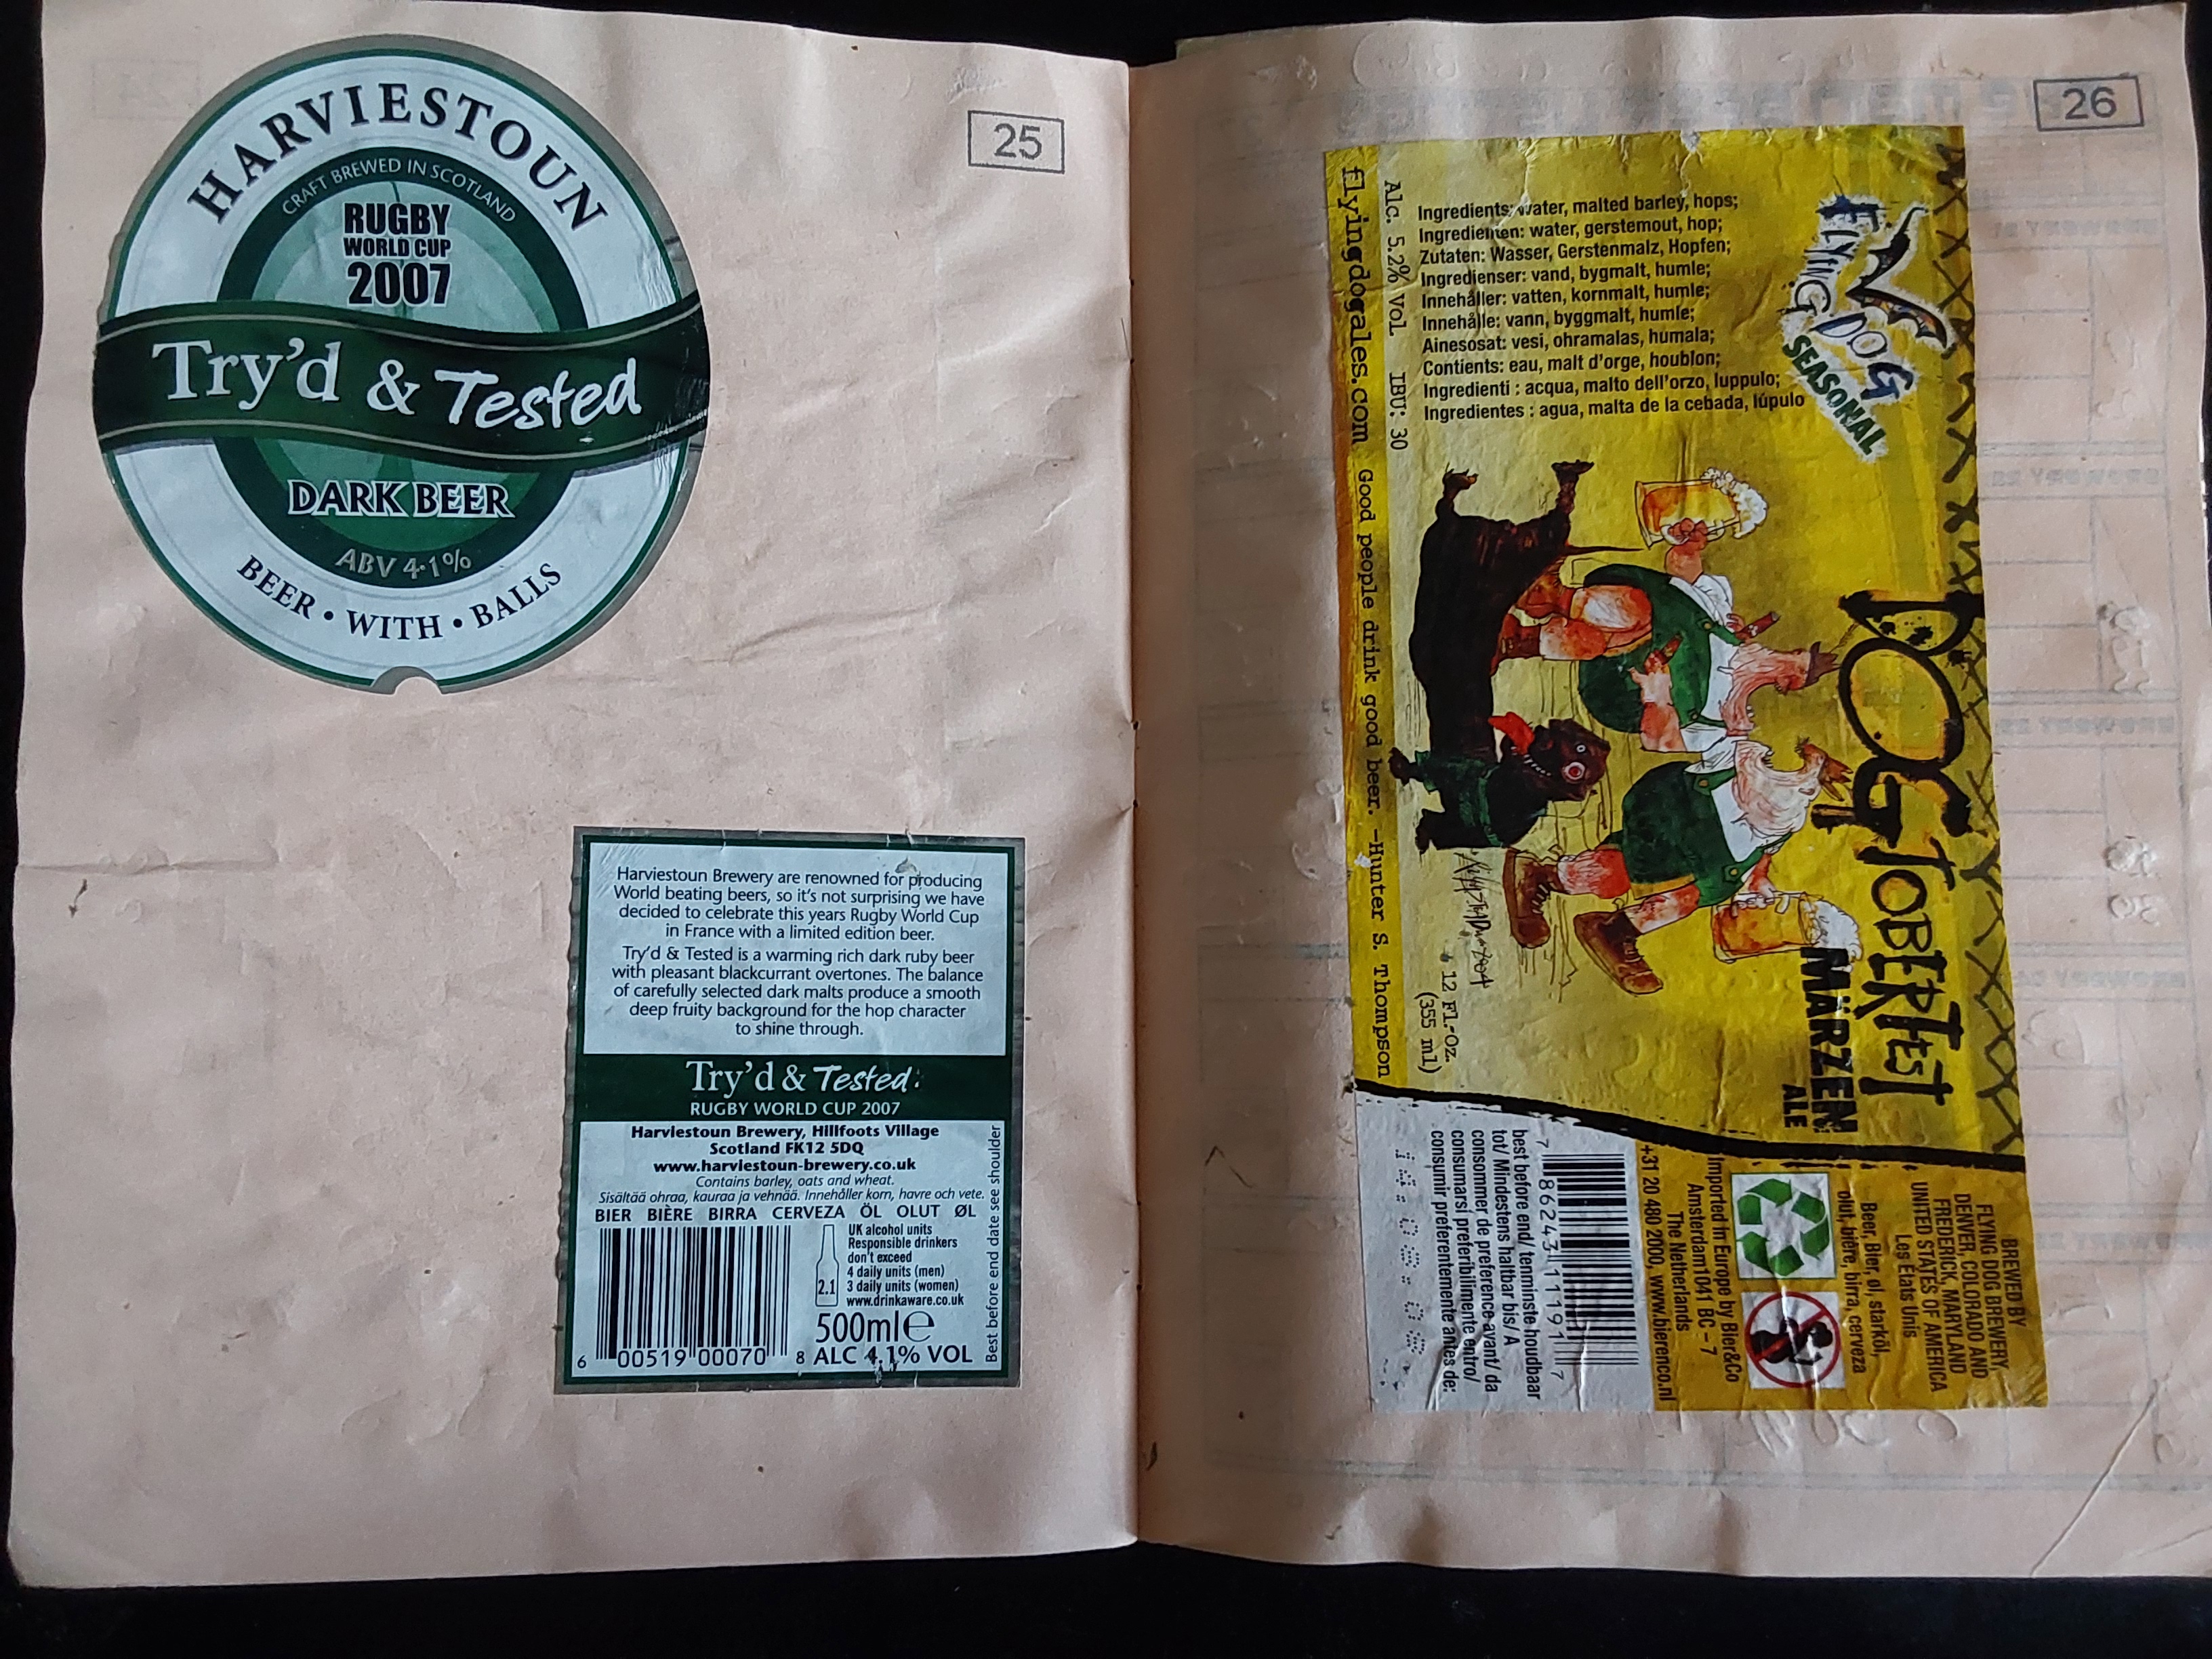 25
HARVIESTOUN
CRAFT BREWED IN SCOTLAND
RUGBY
WORLD CUP
2007
Try'd & Tested
DARK BEER
ABV 4·1%
BEER • WITH • BALLS
Harviestoun Brewery are renowned for producing
World beating beers, so it's not surprising we have
decided to celebrate this years Rugby World Cup
in France with a limited edition beer.
Try'd & Tested is a warming rich dark ruby beer
with pleasant blackcurrant overtones. The balance
of carefully selected dark malts produce a smooth
deep fruity background for the hop character
to shine through.
Try'd & Tested.
RUGBY WORLD CUP 2007
Harviestoun Brewery, Hillfoots Village
Scotland FK12 5DQ
www.harviestoun-brewery.co.uk
Contains barley, oats and wheat.
Sisältää ohraa, kauraa ja vehnää. Innehåller korn, havre och vete.
BIER BIÈRE BIRRA CERVEZA ÖL OLUT ØL
UK alcohol units
Responsible drinkers
don't exceed
4 daily units (men)
3 daily units (women)
www.drinkaware.co.uk
2.1
500ml e
ALC 4.1% VOL
6 00519 00070 8
Best before end date see shoulder
26
FLYING DOG
SEASONAL
Ingredients: water, malted barley, hops;
Ingredienten: water, gerstemout, hop;
Zutaten: Wasser, Gerstenmalz, Hopfen;
Ingredienser: vand, bygmalt, humle;
Innehåller: vatten, kornmalt, humle;
Innehålle: vann, byggmalt, humle;
Ainesosat: vesi, ohramalas, humala;
Contients: eau, malt d'orge, houblon;
Ingredienti : acqua, malto dell'orzo, luppulo;
Ingredientes : agua, malta de la cebada, lúpulo
Alc. 5.2% Vol IBU: 30
flyingdogales.com Good people drink good beer. -Hunter S. Thompson
DOGTOBERFEST
MÄRZEN
ALE
12 Fl.-Oz.
(355 ml)
BREWED BY
FLYING DOG BREWERY,
DENVER, COLORADO AND
FREDERICK, MARYLAND
UNITED STATES OF AMERICA
Les Etats Unis
Beer, Bier, øl, starköl,
olut, bière, birra, cerveza
Imported in Europe by Bier&Co
Amsterdam1041 BC - 7
The Netherlands
+31 20 480 2000, www.bierenco.nl
7 86243 11191 7
best before end/ tenminste houdbaar
tot/ Mindestens haltbar bis/ A
consommer de preference avant/ da
consumarsi preferibilmente entro/
consumir preferentemente antes de: